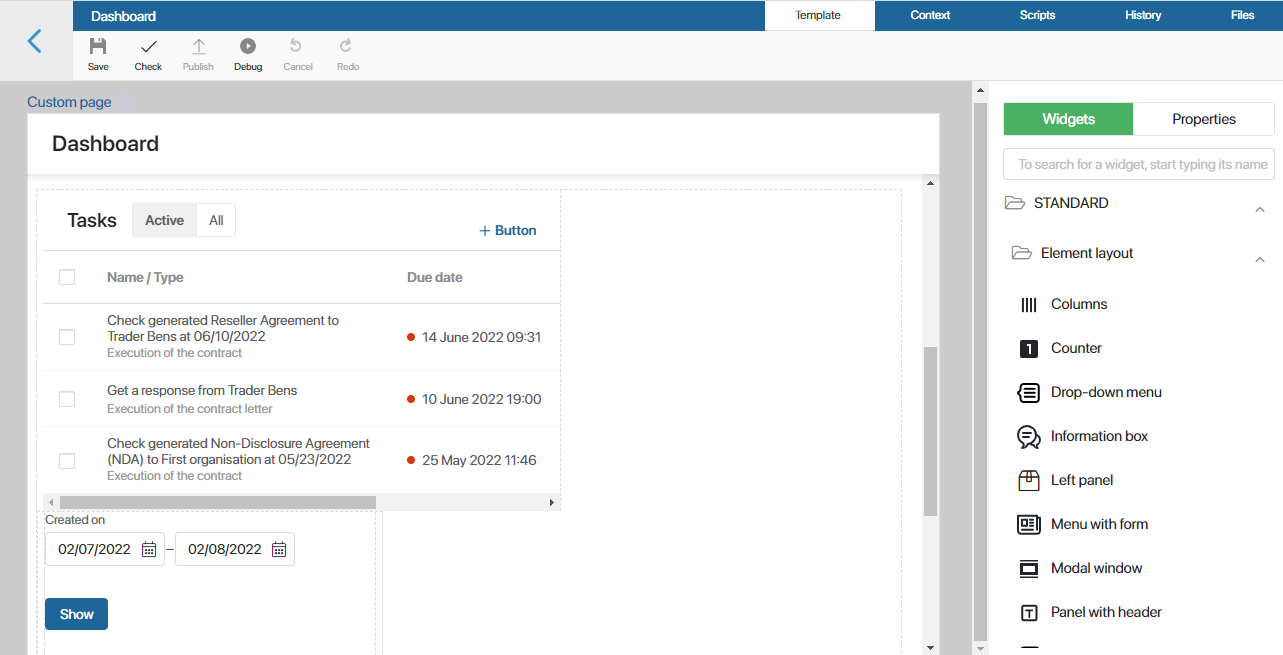 Dashboard
Template
Context
Scripts
History
Files
Save
Check
Publish
Debug
Cancel
Redo
Custom page
Dashboard
Tasks
Active
All
+ Button
Name / Type
Due date
Check generated Reseller Agreement to
Trader Bens at 06/10/2022
Execution of the contract
14 June 2022 09:31
Get a response from Trader Bens
Execution of the contract letter
10 June 2022 19:00
Check generated Non-Disclosure Agreement
(NDA) to First organisation at 05/23/2022
Execution of the contract
25 May 2022 11:46
Created on
02/07/2022 – 02/08/2022
Show
Widgets
Properties
To search for a widget, start typing its name
STANDARD
Element layout
Columns
1 Counter
Drop-down menu
Information box
Left panel
Menu with form
Modal window
T Panel with header